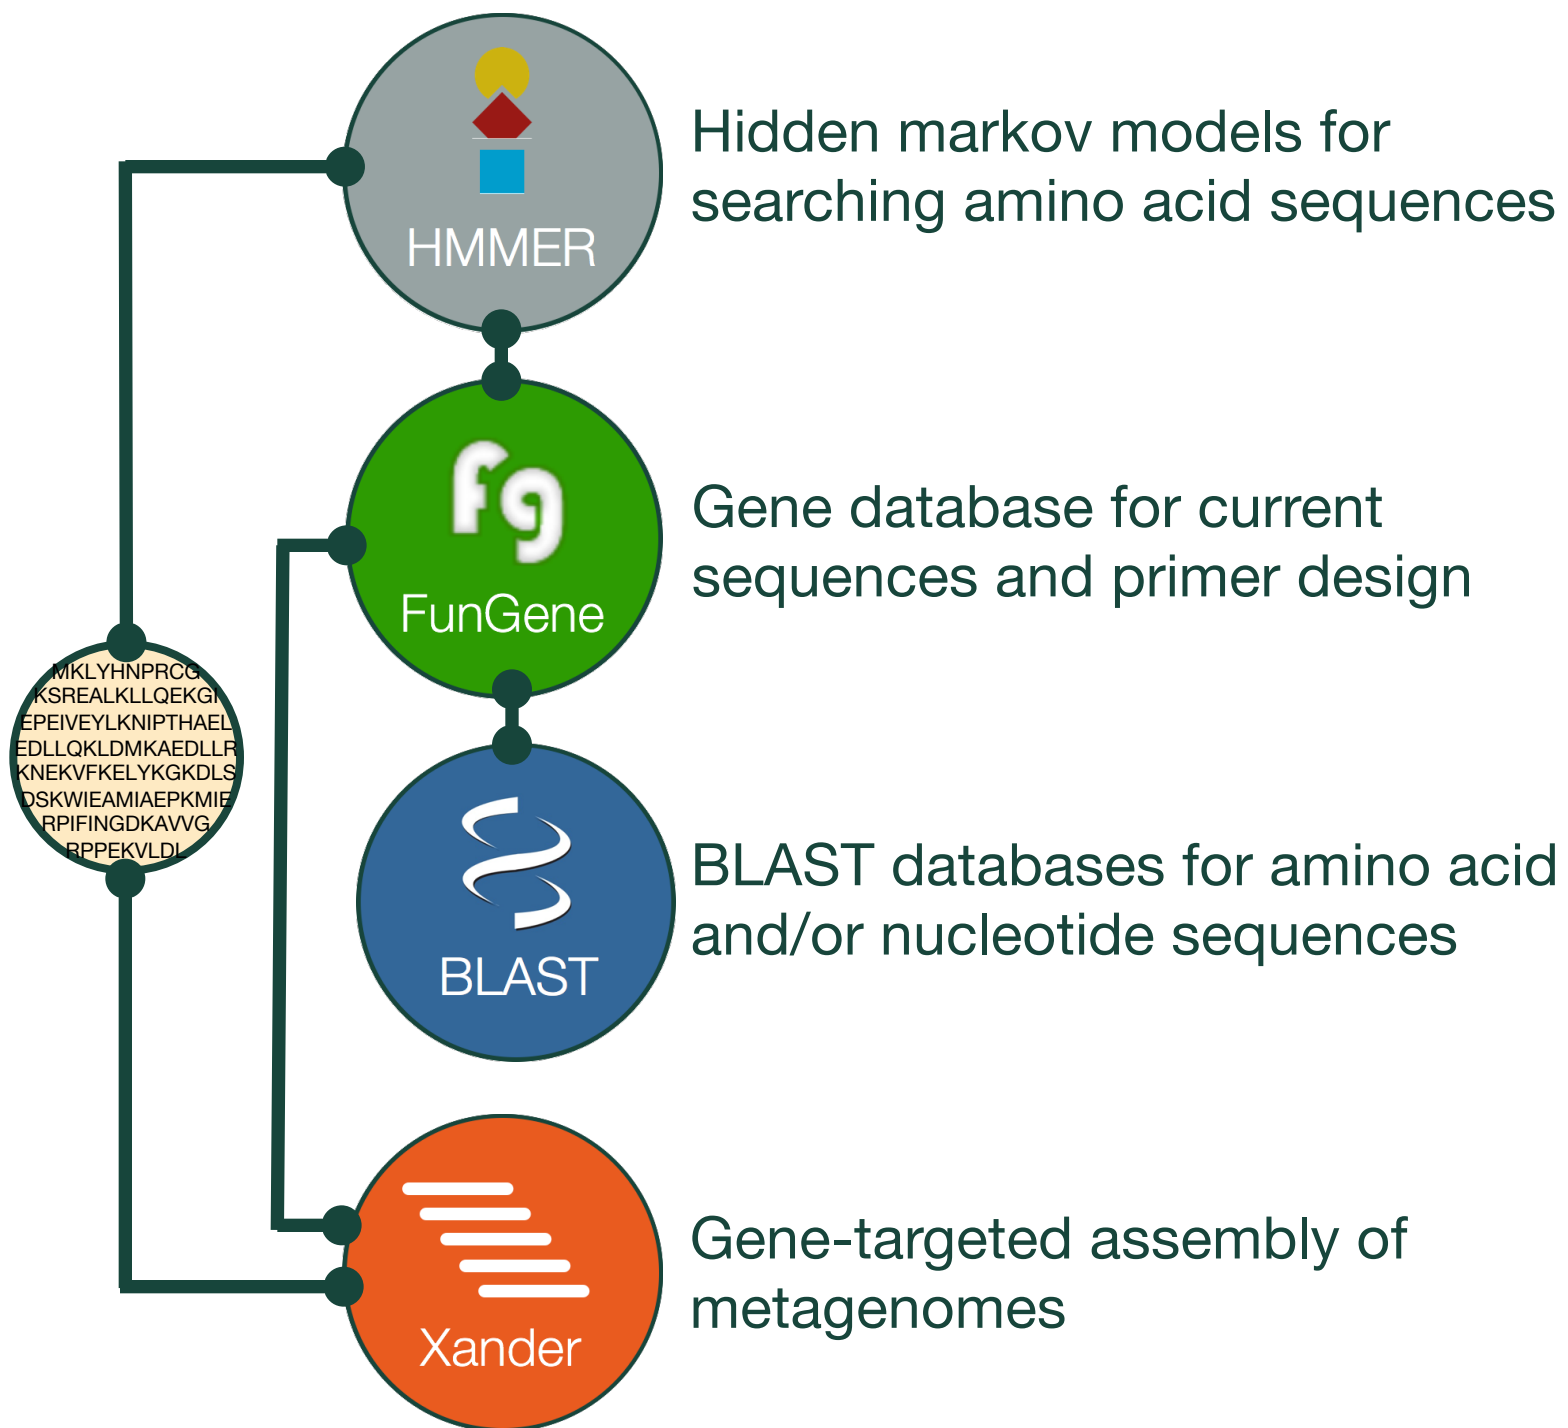 HMMER
Hidden markov models for
searching amino acid sequences
fg
FunGene
Gene database for current
sequences and primer design
MKLYHNPRCG
KSREALKLLQEKGI
EPEIVEYLKNIPTHAEL
EDLLQKLDMKAEDLLR
KNEKVFKELYKGKDLS
DSKWIEAMIAEPKMIE
RPIFINGDKAVVG
RPPEKVLDL
BLAST
BLAST databases for amino acid
and/or nucleotide sequences
Xander
Gene-targeted assembly of
metagenomes